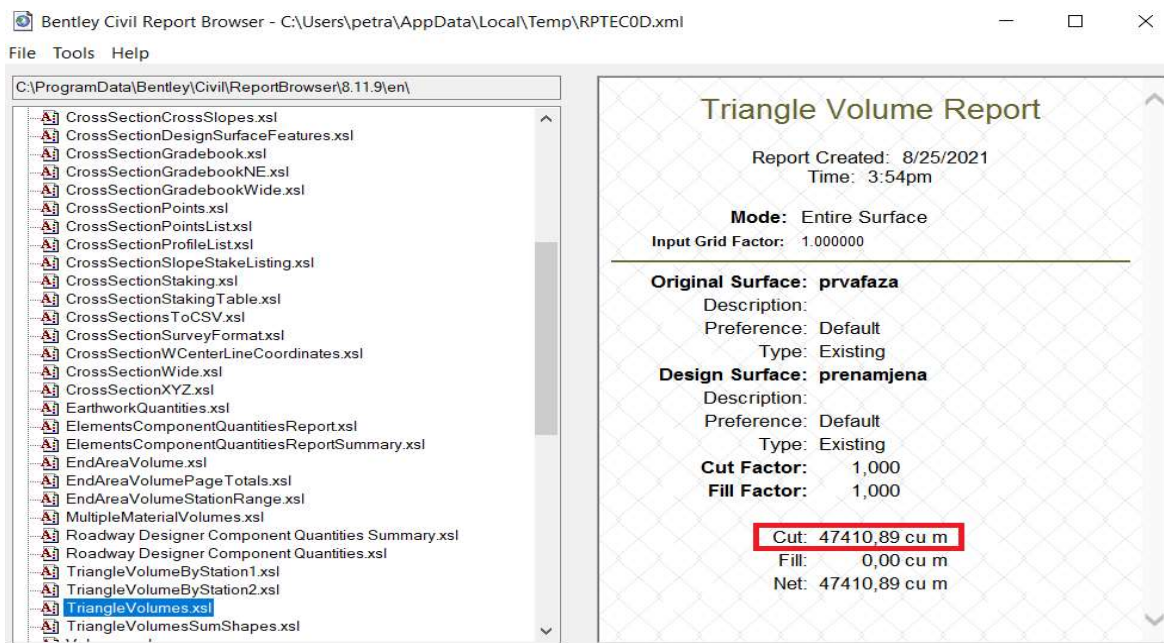 Bentley Civil Report Browser - C:\Users\petra\AppData\Local\Temp\RPTEC0D.xml
File Tools Help
C:\ProgramData\Bentley\Civil\ReportBrowser\8.11.9\en\
CrossSectionCrossSlopes.xsl
CrossSectionDesignSurfaceFeatures.xsl
CrossSectionGradebook.xsl
CrossSectionGradebookNE.xsl
CrossSectionGradebookWide.xsl
CrossSectionPoints.xsl
CrossSectionPointsList.xsl
CrossSectionProfileList.xsl
CrossSectionSlopeStakeListing.xsl
CrossSectionStaking.xsl
CrossSectionStakingTable.xsl
CrossSectionsToCSV.xsl
CrossSectionSurveyFormat.xsl
CrossSectionWCenterLineCoordinates.xsl
CrossSectionWide.xsl
CrossSectionXYZ.xsl
EarthworkQuantities.xsl
ElementsComponentQuantitiesReport.xsl
ElementsComponentQuantitiesReportSummary.xsl
EndAreaVolume.xsl
EndAreaVolumePageTotals.xsl
EndAreaVolumeStationRange.xsl
MultipleMaterialVolumes.xsl
Roadway Designer Component Quantities Summary.xsl
Roadway Designer Component Quantities.xsl
TriangleVolumeByStation1.xsl
TriangleVolumeByStation2.xsl
TriangleVolumes.xsl
TriangleVolumesSumShapes.xsl
Triangle Volume Report
Report Created: 8/25/2021
Time: 3:54pm
Mode: Entire Surface
Input Grid Factor: 1.000000
Original Surface: prvafaza
Description:
Preference: Default
Type: Existing
Design Surface: prenamjena
Description:
Preference: Default
Type: Existing
Cut Factor: 1,000
Fill Factor: 1,000
Cut: 47410,89 cu m
Fill: 0,00 cu m
Net: 47410,89 cu m